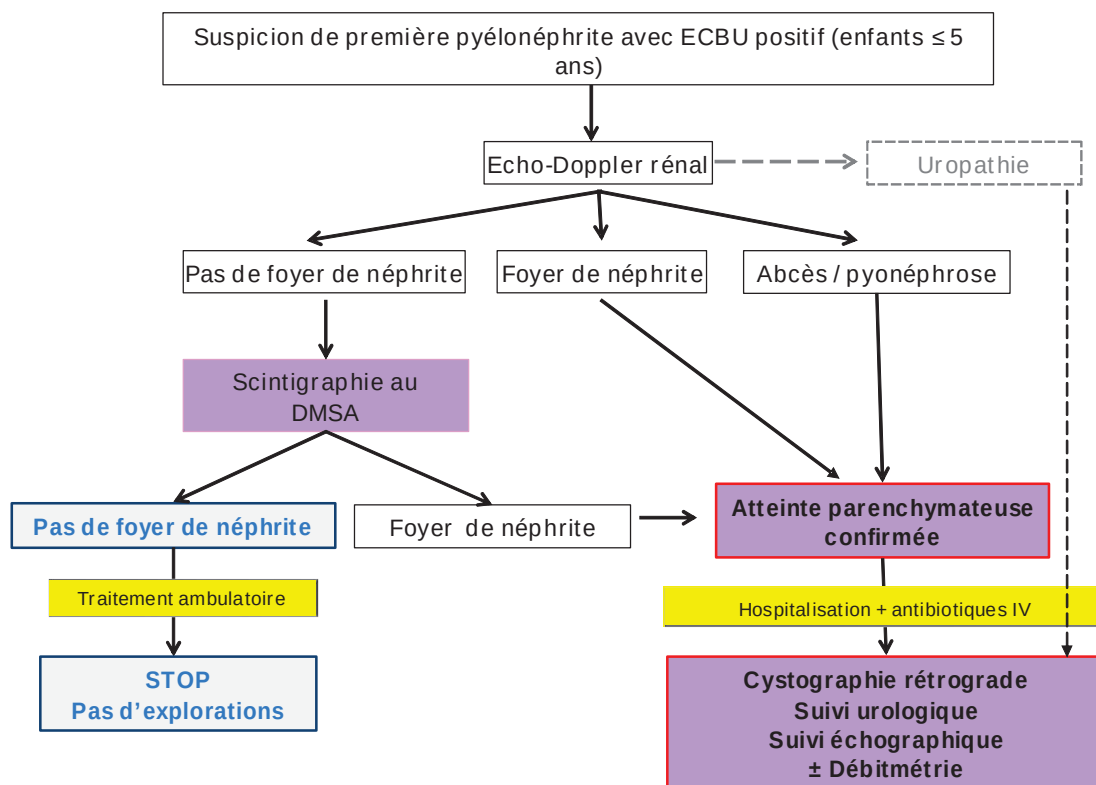 Suspicion de première pyélonéphrite avec ECBU positif (enfants ≤ 5
ans)
Echo-Doppler rénal
Uropathie
Pas de foyer de néphrite
Foyer de néphrite
Abcès / pyonéphrose
Scintigraphie au
DMSA
Pas de foyer de néphrite
Foyer de néphrite
Atteinte parenchymateuse
confirmée
Traitement ambulatoire
Hospitalisation + antibiotiques IV
STOP
Pas d'explorations
Cystographie rétrograde
Suivi urologique
Suivi échographique
± Débitmétrie